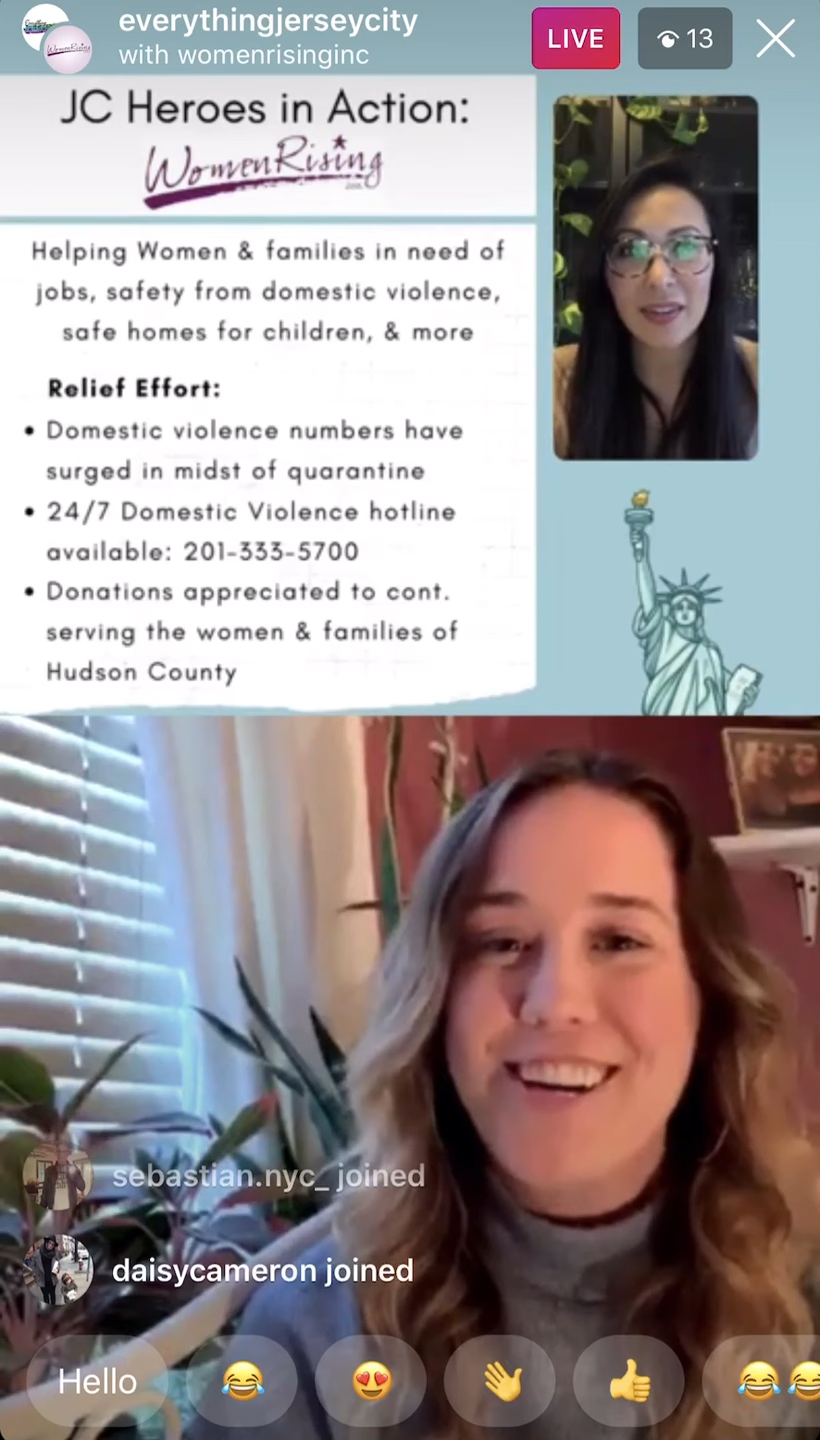 everythingjerseycity
with womenrisinginc
LIVE
13
JC Heroes in Action:
WomenRising
Helping Women & families in need of
jobs, safety from domestic violence,
safe homes for children, & more
Relief Effort:
• Domestic violence numbers have
surged in midst of quarantine
• 24/7 Domestic Violence hotline
available: 201-333-5700
• Donations appreciated to cont.
serving the women & families of
Hudson County
sebastian.nyc_ joined
daisycameron joined
Hello